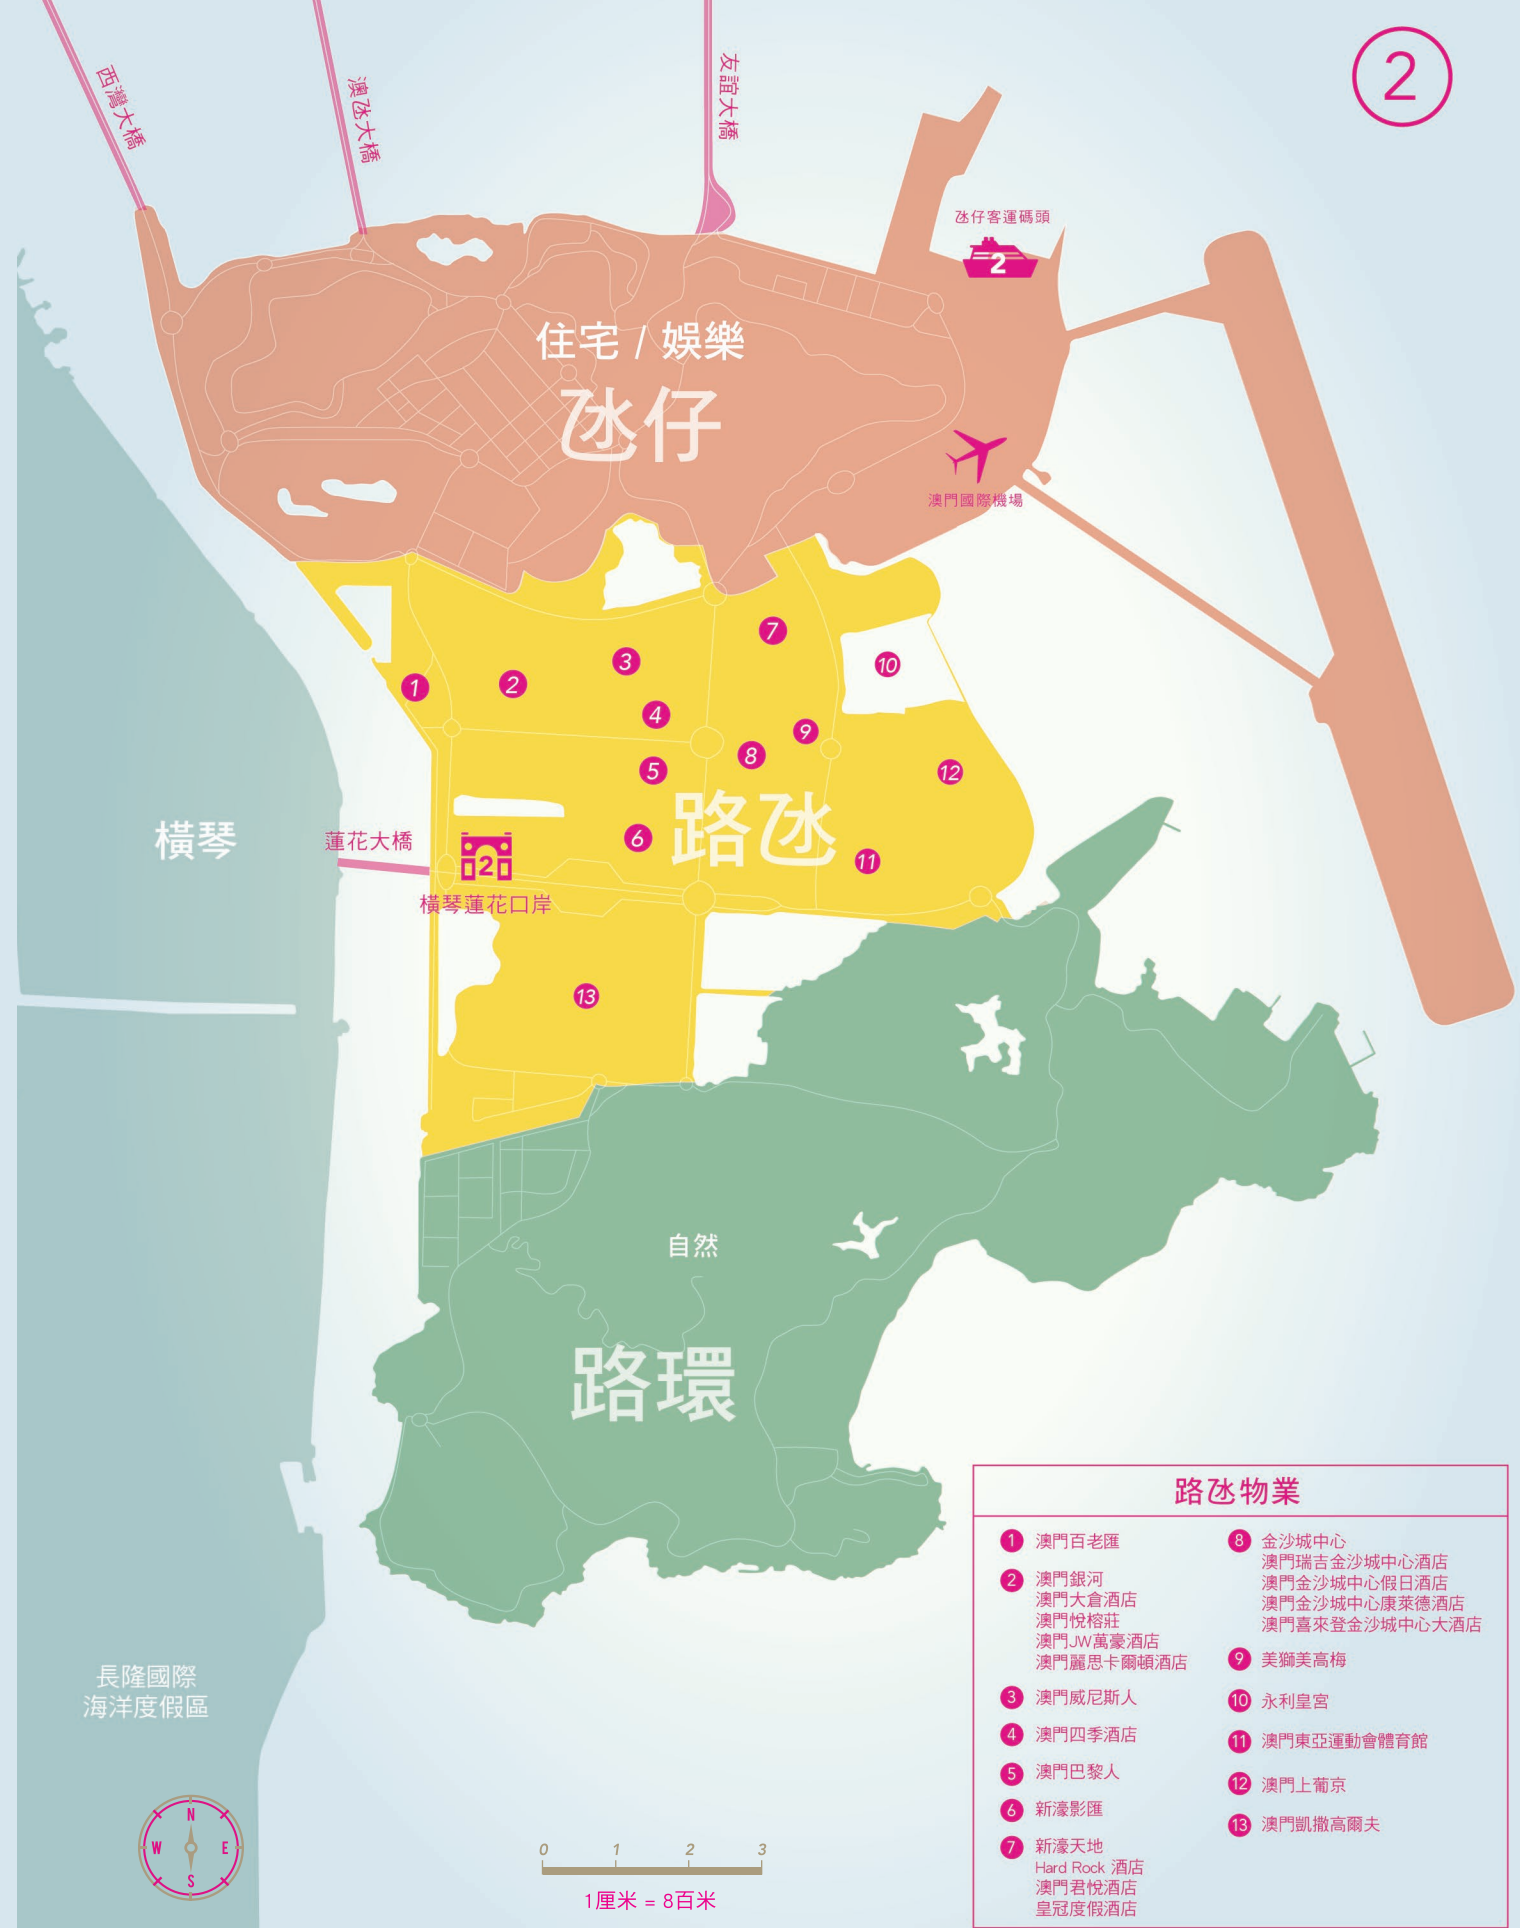 2
西灣大橋
澳氹大橋
友誼大橋
氹仔客運碼頭
2
住宅 / 娛樂
氹仔
澳門國際機場
7
3
10
1
2
4
9
8
5
12
路氹
6
11
橫琴
蓮花大橋
2
橫琴蓮花口岸
13
自然
路環
長隆國際
海洋度假區
N
W
E
S
0 1 2 3
1厘米 = 8百米
路氹物業
1 澳門百老匯
2 澳門銀河
澳門大倉酒店
澳門悅榕莊
澳門JW萬豪酒店
澳門麗思卡爾頓酒店
3 澳門威尼斯人
4 澳門四季酒店
5 澳門巴黎人
6 新濠影匯
7 新濠天地
Hard Rock 酒店
澳門君悅酒店
皇冠度假酒店
8 金沙城中心
澳門瑞吉金沙城中心酒店
澳門金沙城中心假日酒店
澳門金沙城中心康萊德酒店
澳門喜來登金沙城中心大酒店
9 美獅美高梅
10 永利皇宮
11 澳門東亞運動會體育館
12 澳門上葡京
13 澳門凱撒高爾夫